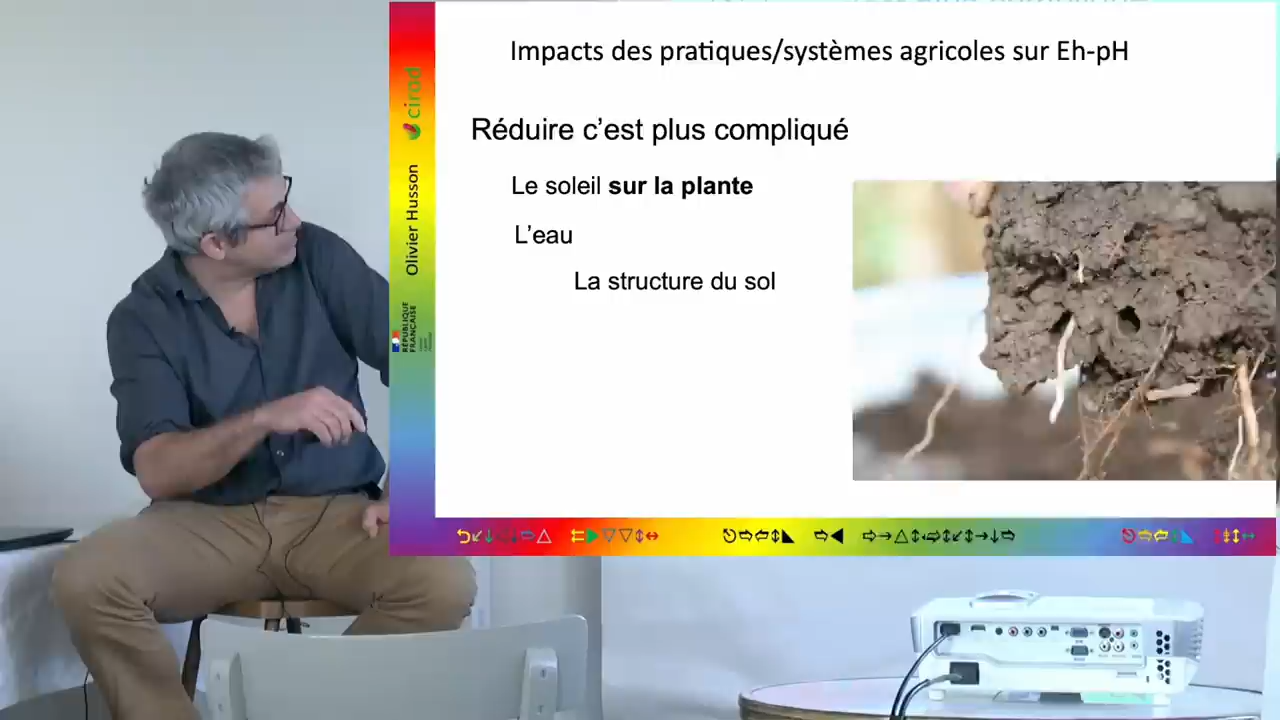 Impacts des pratiques/systèmes agricoles sur Eh-pH
Réduire c'est plus compliqué
Le soleil sur la plante
L'eau
La structure du sol
cirad
Olivier Husson
RÉPUBLIQUE
FRANÇAISE